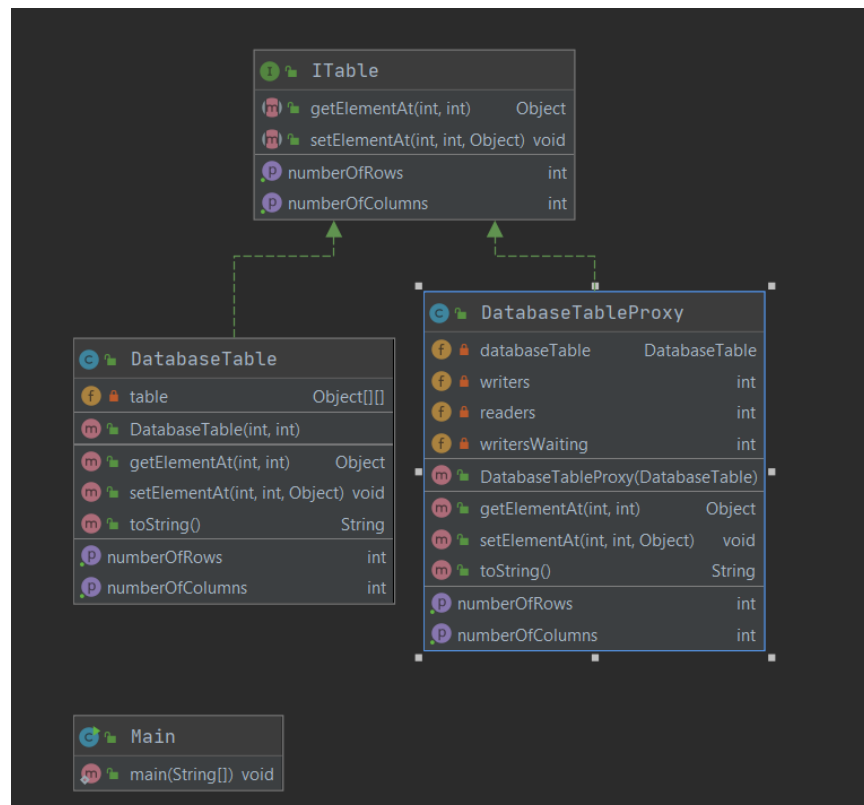 ITable
getElementAt(int, int) Object
setElementAt(int, int, Object) void
numberOfRows int
numberOfColumns int
DatabaseTable
table Object[][]
DatabaseTable(int, int)
getElementAt(int, int) Object
setElementAt(int, int, Object) void
toString() String
numberOfRows int
numberOfColumns int
DatabaseTableProxy
databaseTable DatabaseTable
writers int
readers int
writersWaiting int
DatabaseTableProxy(DatabaseTable)
getElementAt(int, int) Object
setElementAt(int, int, Object) void
toString() String
numberOfRows int
numberOfColumns int
Main
main(String[]) void